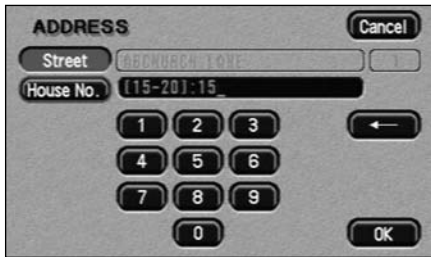 ADDRESS Cancel
Street 1
House No. [15-20]:15_
1 2 3 ←
4 5 6
7 8 9
0 OK